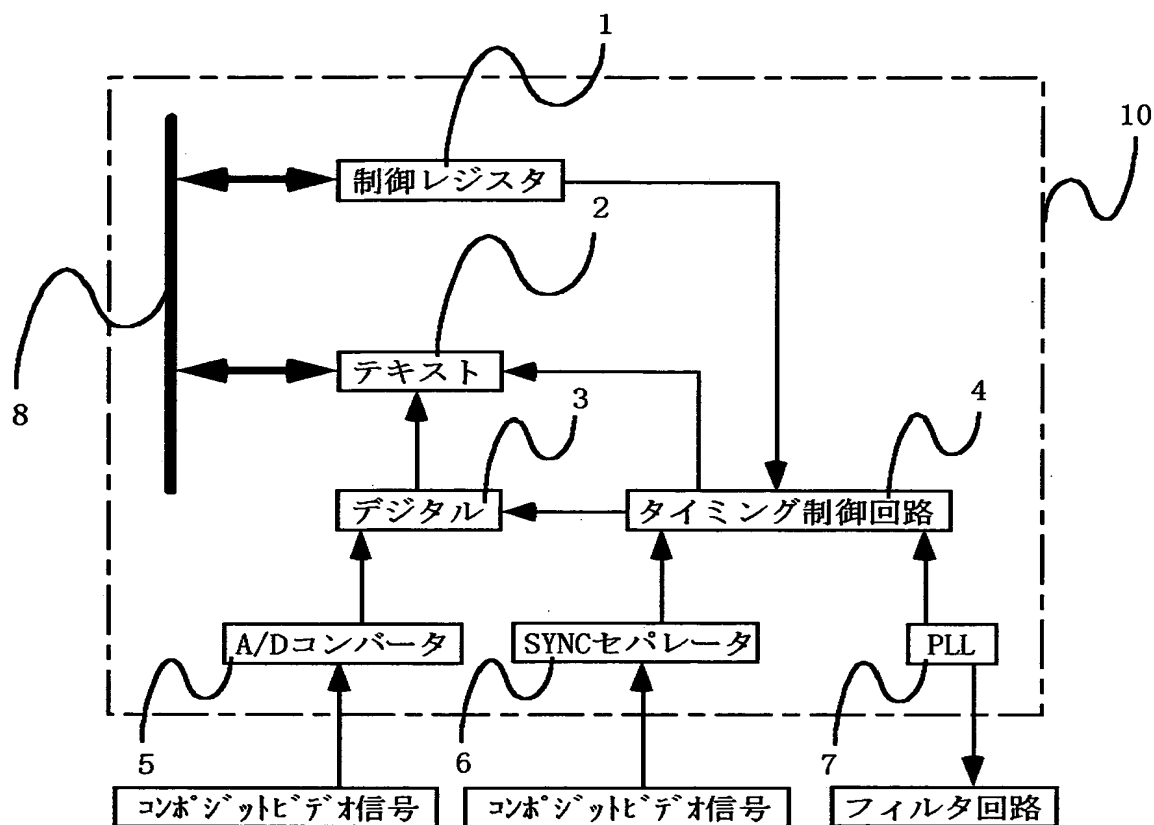 1
10
制御レジスタ
2
テキスト
8
3
4
デジタル
タイミング制御回路
A/Dコンバータ
SYNCセパレータ
PLL
5
6
7
コンポジットビデオ信号
コンポジットビデオ信号
フィルタ回路